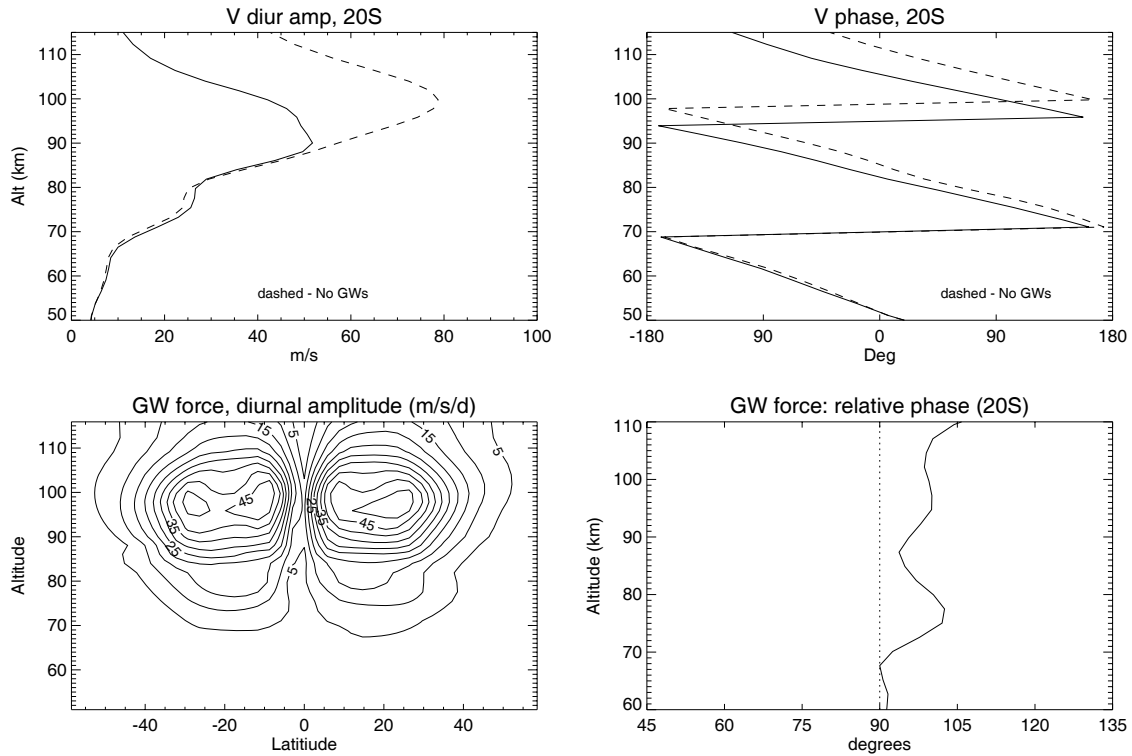 V diur amp, 20S
110
100
90
80
70
60
50
Alt (km)
dashed - No GWs
0 20 40 60 80 100
m/s
V phase, 20S
110
100
90
80
70
60
50
dashed - No GWs
-180 90 0 90 180
Deg
GW force, diurnal amplitude (m/s/d)
110
100
90
80
70
60
Altitude
15 5 15 5
45 25 35 45
35
25
5
-40 -20 0 20 40
Latitiude
GW force: relative phase (20S)
110
100
90
80
70
60
Altitude (km)
45 60 75 90 105 120 135
degrees